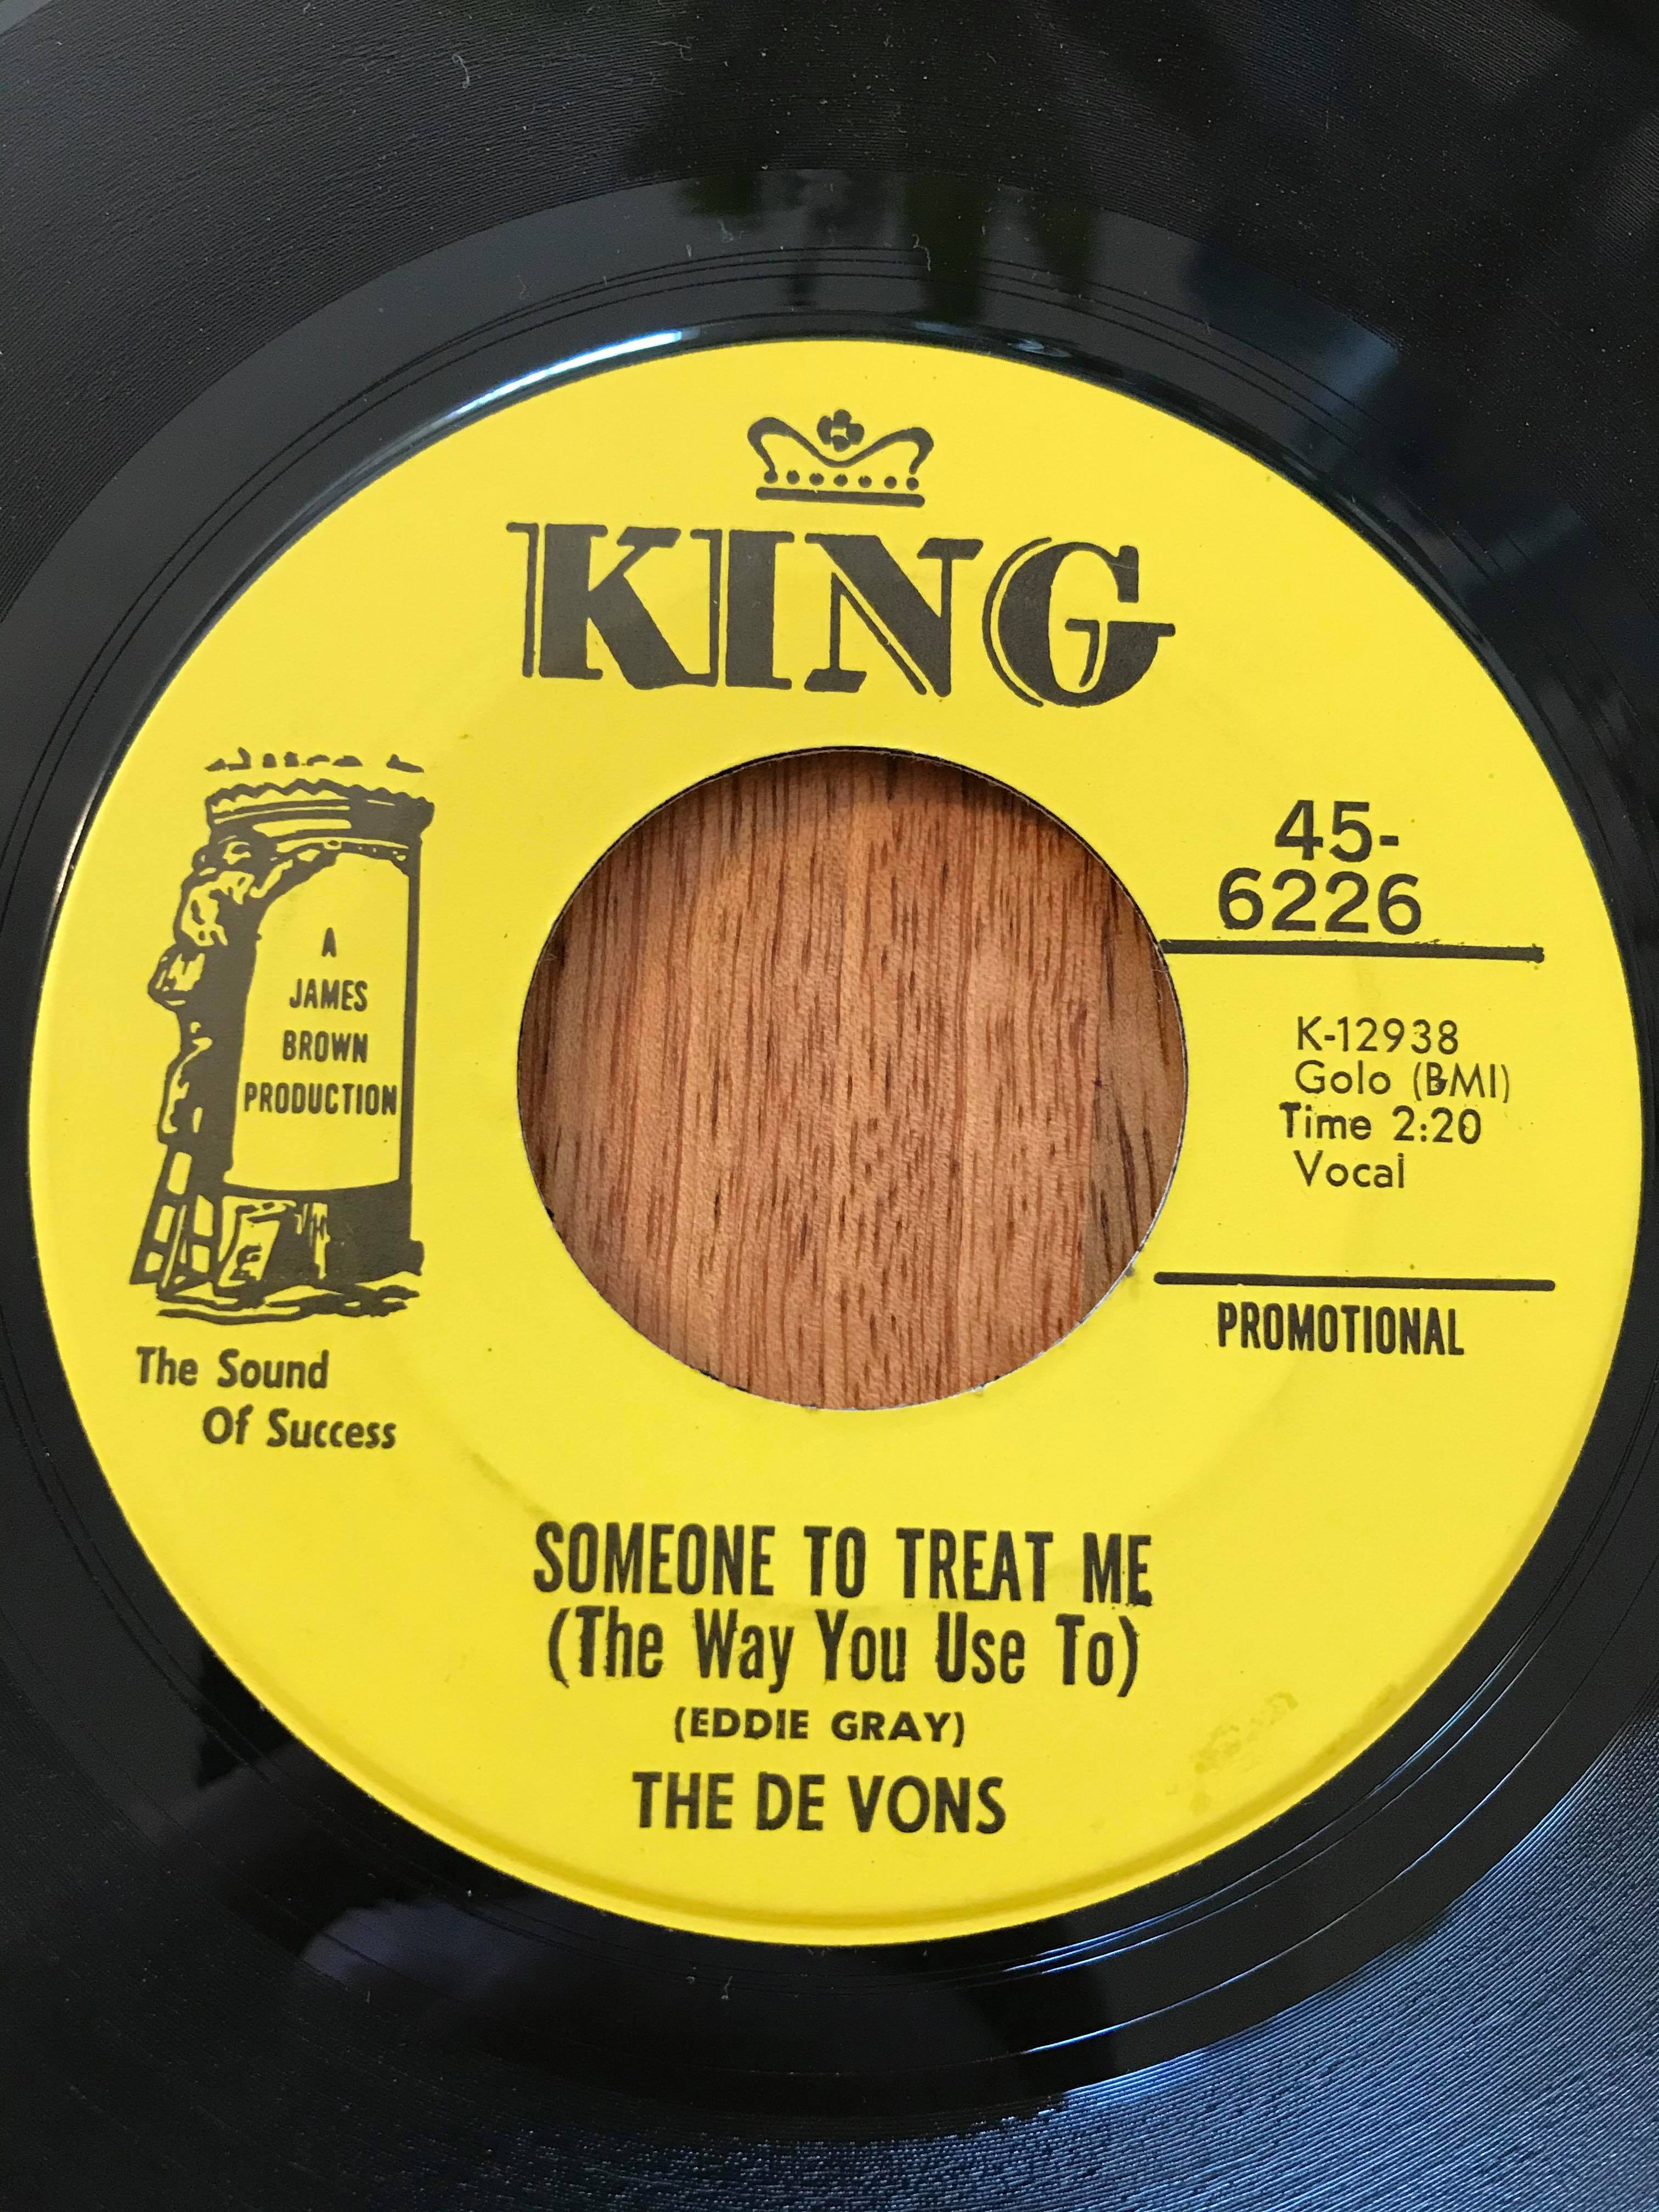 KING
A
JAMES
BROWN
PRODUCTION
The Sound
Of Success
45-
6226
K-12938
Golo (BMI)
Time 2:20
Vocal
PROMOTIONAL
SOMEONE TO TREAT ME
(The Way You Use To)
(EDDIE GRAY)
THE DE VONS